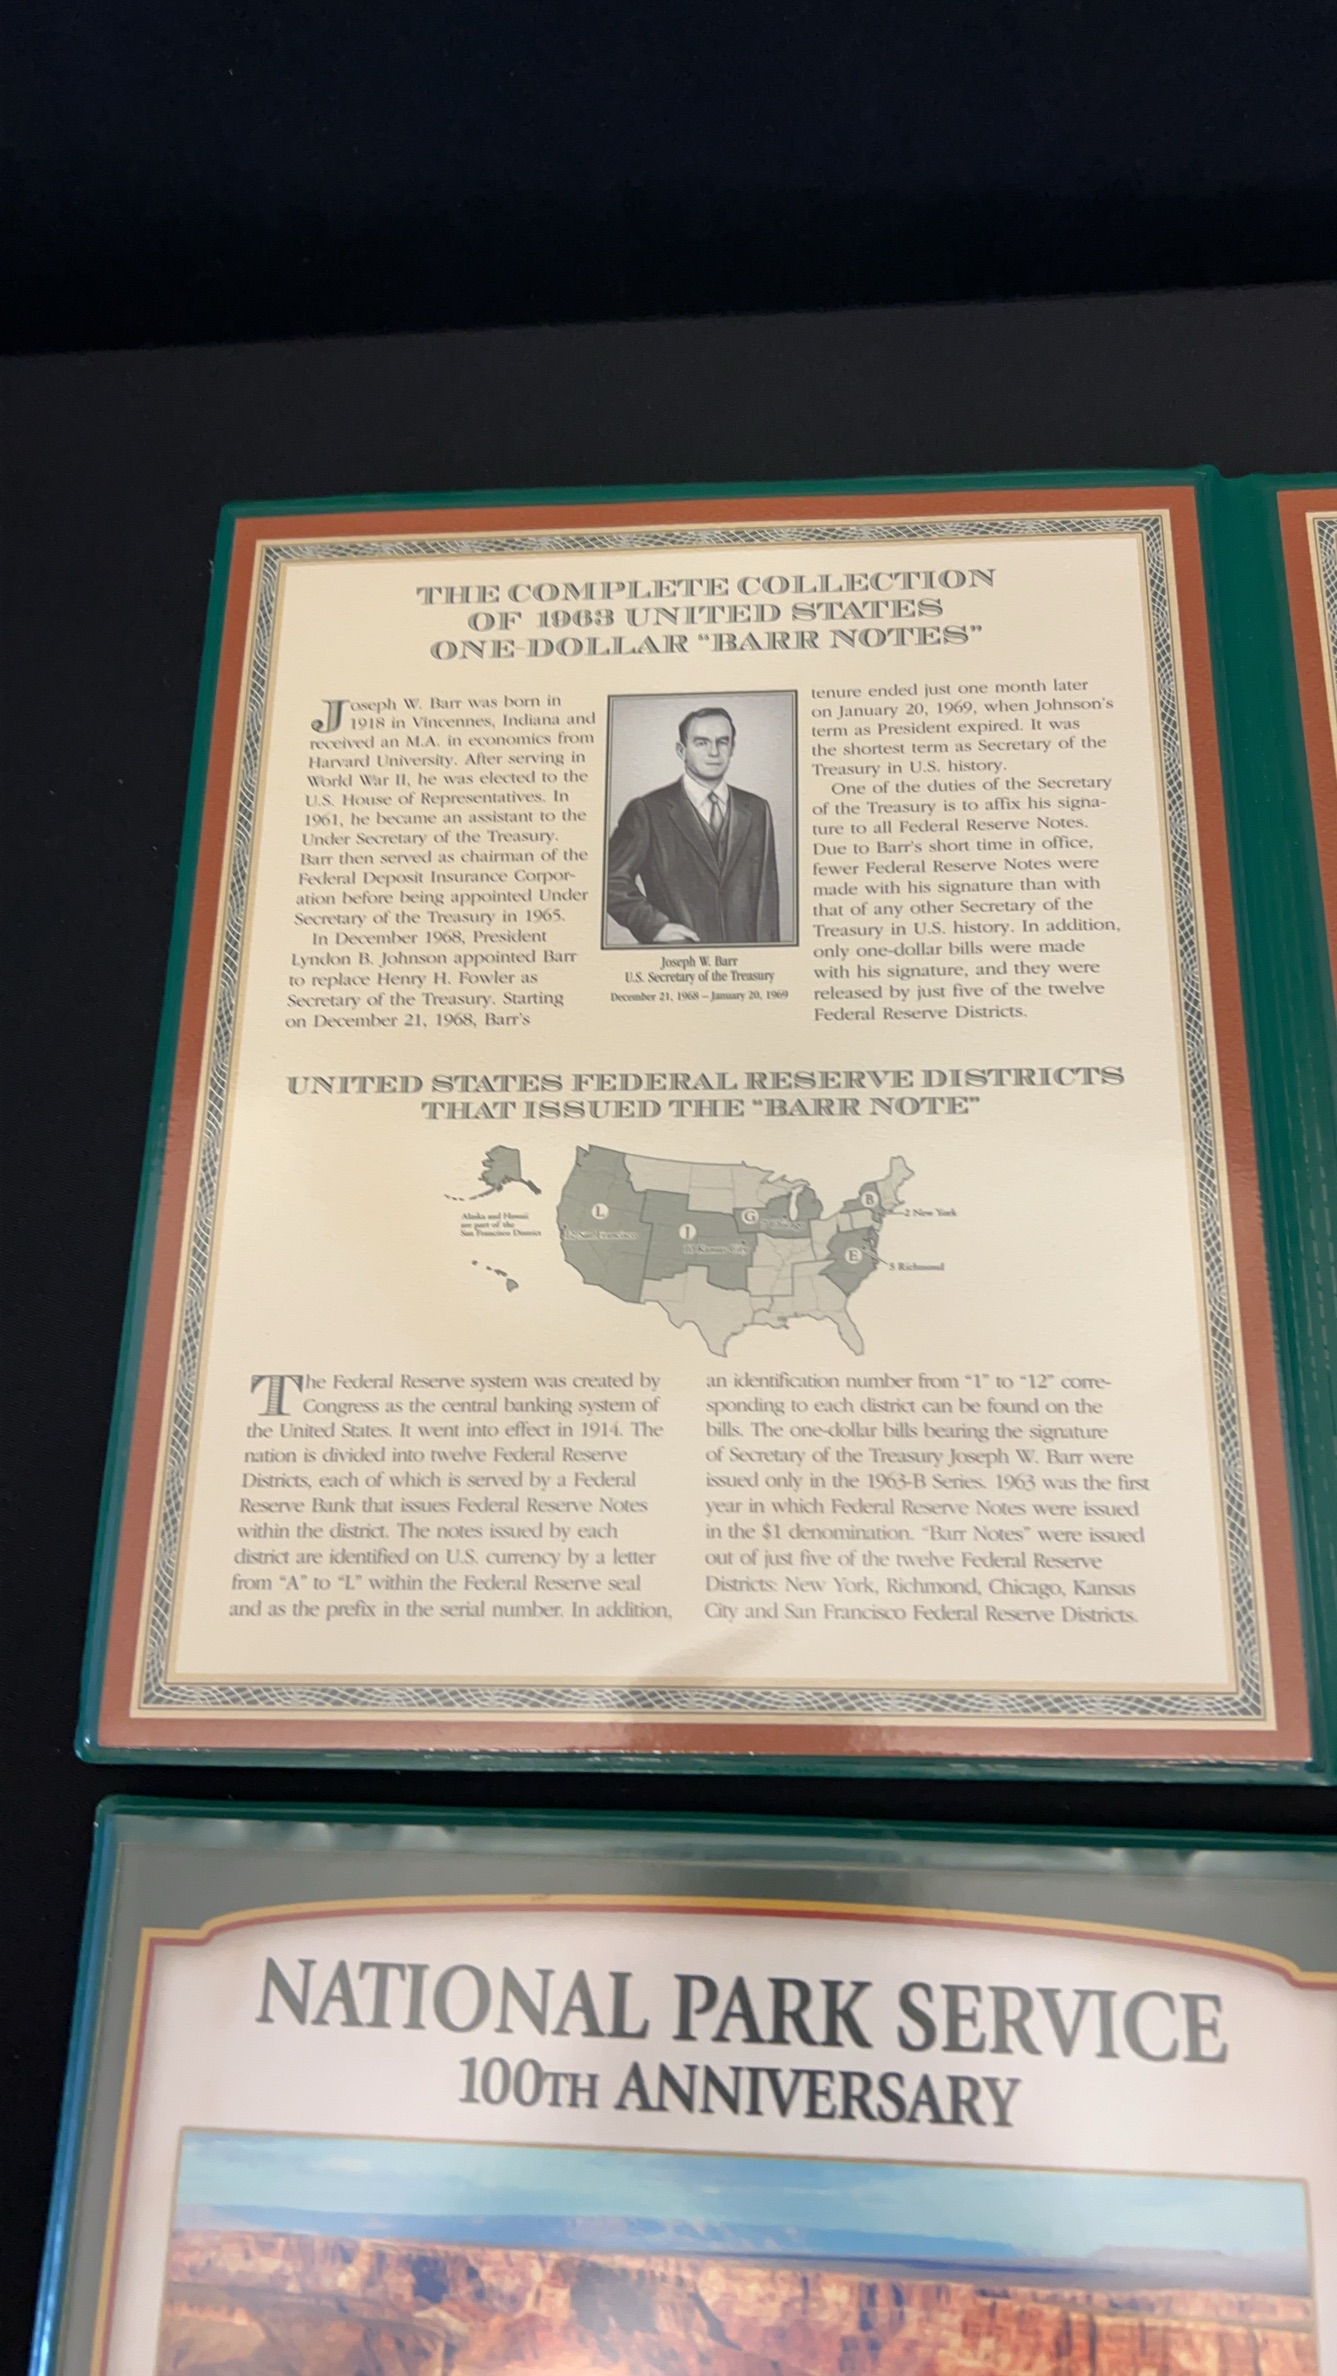 THE COMPLETE COLLECTION
OF 1963 UNITED STATES
ONE-DOLLAR “BARR NOTES”
Joseph W. Barr was born in
1918 in Vincennes, Indiana and
received an M.A. in economics from
Harvard University. After serving in
World War II, he was elected to the
U.S. House of Representatives. In
1961, he became an assistant to the
Under Secretary of the Treasury.
Barr then served as chairman of the
Federal Deposit Insurance Corpor-
ation before being appointed Under
Secretary of the Treasury in 1965.
In December 1968, President
Lyndon B. Johnson appointed Barr
to replace Henry H. Fowler as
Secretary of the Treasury. Starting
on December 21, 1968, Barr's
Joseph W. Barr
U.S. Secretary of the Treasury
December 21, 1968 – January 20, 1969
tenure ended just one month later
on January 20, 1969, when Johnson's
term as President expired. It was
the shortest term as Secretary of the
Treasury in U.S. history.
One of the duties of the Secretary
of the Treasury is to affix his signa-
ture to all Federal Reserve Notes.
Due to Barr's short time in office,
fewer Federal Reserve Notes were
made with his signature than with
that of any other Secretary of the
Treasury in U.S. history. In addition,
only one-dollar bills were made
with his signature, and they were
released by just five of the twelve
Federal Reserve Districts.
UNITED STATES FEDERAL RESERVE DISTRICTS
THAT ISSUED THE “BARR NOTE”
Alaska and Hawaii
are part of the
San Francisco District
L
12 San Francisco
J
10 Kansas City
G
7 Chicago
B
2 New York
E
5 Richmond
The Federal Reserve system was created by
Congress as the central banking system of
the United States. It went into effect in 1914. The
nation is divided into twelve Federal Reserve
Districts, each of which is served by a Federal
Reserve Bank that issues Federal Reserve Notes
within the district. The notes issued by each
district are identified on U.S. currency by a letter
from “A” to “L” within the Federal Reserve seal
and as the prefix in the serial number. In addition,
an identification number from “1” to “12” corre-
sponding to each district can be found on the
bills. The one-dollar bills bearing the signature
of Secretary of the Treasury Joseph W. Barr were
issued only in the 1963-B Series. 1963 was the first
year in which Federal Reserve Notes were issued
in the $1 denomination. “Barr Notes” were issued
out of just five of the twelve Federal Reserve
Districts: New York, Richmond, Chicago, Kansas
City and San Francisco Federal Reserve Districts.
NATIONAL PARK SERVICE
100TH ANNIVERSARY